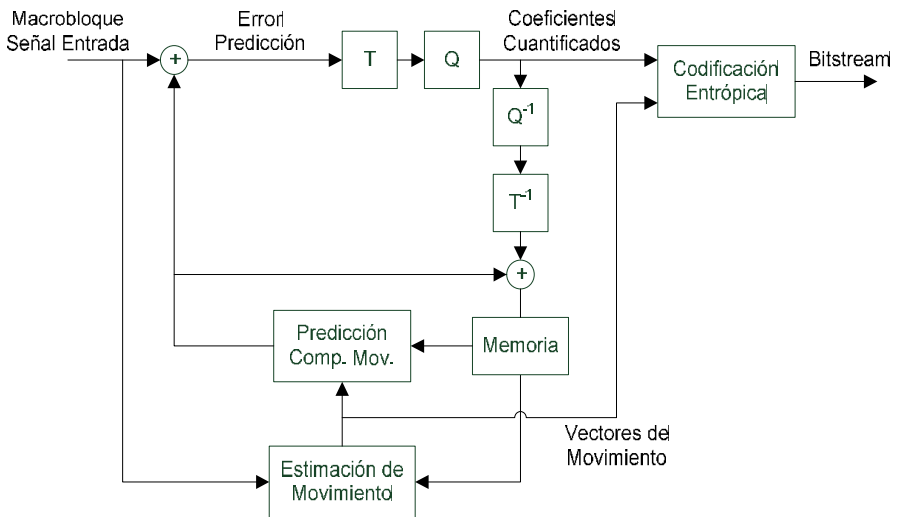 Macrobloque
Señal Entrada
Error
Predicción
Coeficientes
Cuantificados
Bitstream
+
T
Q
Codificación
Entrópica
Q-1
T-1
+
Predicción
Comp. Mov.
Memoria
Vectores de
Movimiento
Estimación de
Movimiento